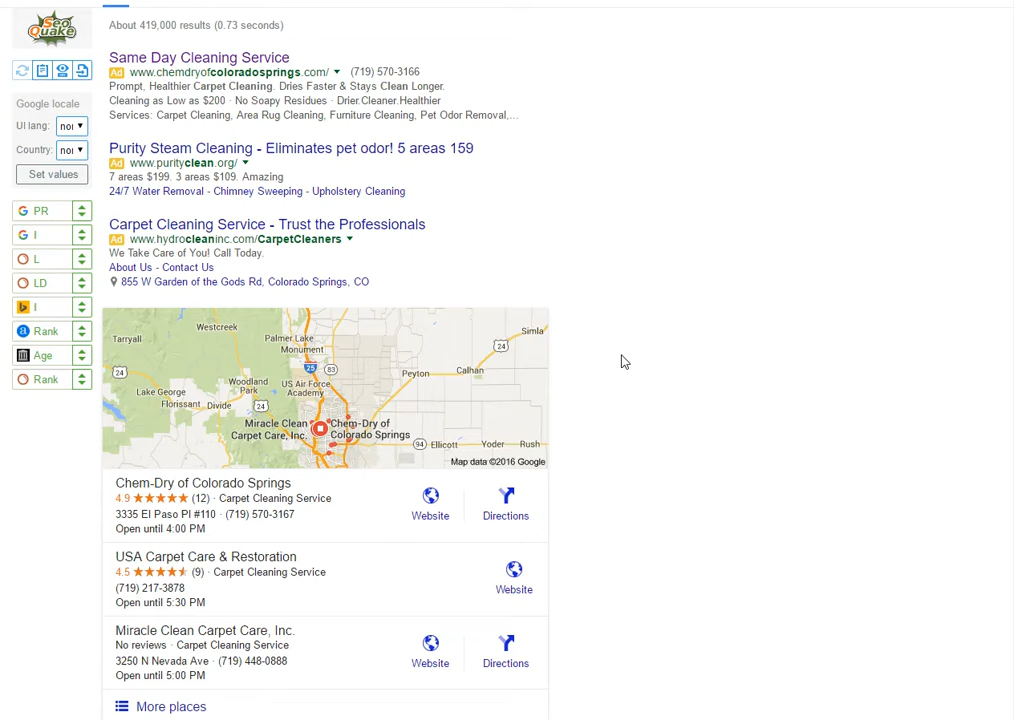 Seo
Quake
About 419,000 results (0.73 seconds)
Google locale
UI lang: noi
Country: noi
Set values
PR
I
L
LD
I
Rank
Age
Rank
Same Day Cleaning Service
Ad www.chemdryofcoloradosprings.com/ (719) 570-3166
Prompt, Healthier Carpet Cleaning. Dries Faster & Stays Clean Longer.
Cleaning as Low as $200 · No Soapy Residues · Drier.Cleaner.Healthier
Services: Carpet Cleaning, Area Rug Cleaning, Furniture Cleaning, Pet Odor Removal,...
Purity Steam Cleaning - Eliminates pet odor! 5 areas 159
Ad www.purityclean.org/
7 areas $199. 3 areas $109. Amazing
24/7 Water Removal - Chimney Sweeping - Upholstery Cleaning
Carpet Cleaning Service - Trust the Professionals
Ad www.hydrocleaninc.com/CarpetCleaners
We Take Care of You! Call Today.
About Us - Contact Us
855 W Garden of the Gods Rd, Colorado Springs, CO
Simla
Westcreek
Tarryall
Palmer Lake
Monument
24
24
25
83
Peyton
Calhan
Lake George
Woodland
Park
US Air Force
Academy
Florissant
Divide
24
Miracle Clean
Carpet Care, Inc.
Chem-Dry of
Colorado Springs
94
Ellicott
Yoder
Rush
Map data ©2016 Google
Chem-Dry of Colorado Springs
4.9 ★★★★★ (12) · Carpet Cleaning Service
3335 El Paso Pl #110 · (719) 570-3167
Open until 4:00 PM
Website
Directions
USA Carpet Care & Restoration
4.5 ★★★★★ (9) · Carpet Cleaning Service
(719) 217-3878
Open until 5:30 PM
Website
Miracle Clean Carpet Care, Inc.
No reviews · Carpet Cleaning Service
3250 N Nevada Ave · (719) 448-0888
Open until 5:00 PM
Website
Directions
More places